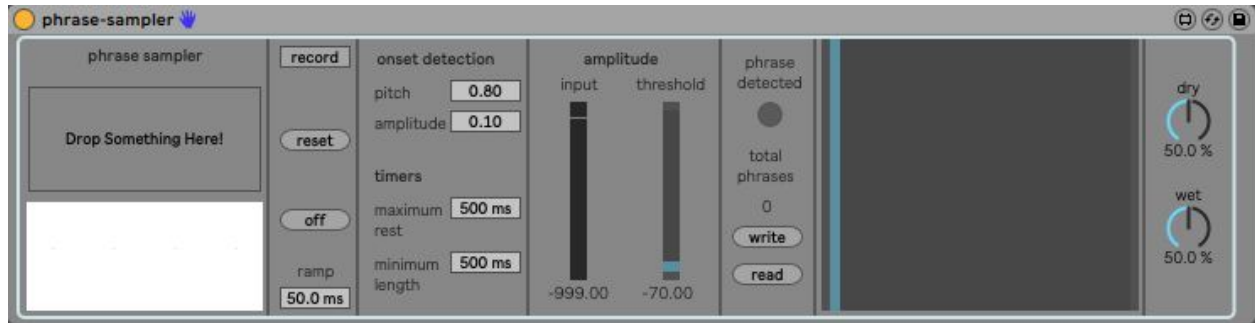 phrase-sampler
phrase sampler
Drop Something Here!
record
reset
off
ramp
50.0 ms
onset detection
pitch 0.80
amplitude 0.10
timers
maximum 500 ms
rest
minimum 500 ms
length
amplitude
input threshold
-999.00 -70.00
phrase
detected
total
phrases
0
write
read
dry
50.0 %
wet
50.0 %